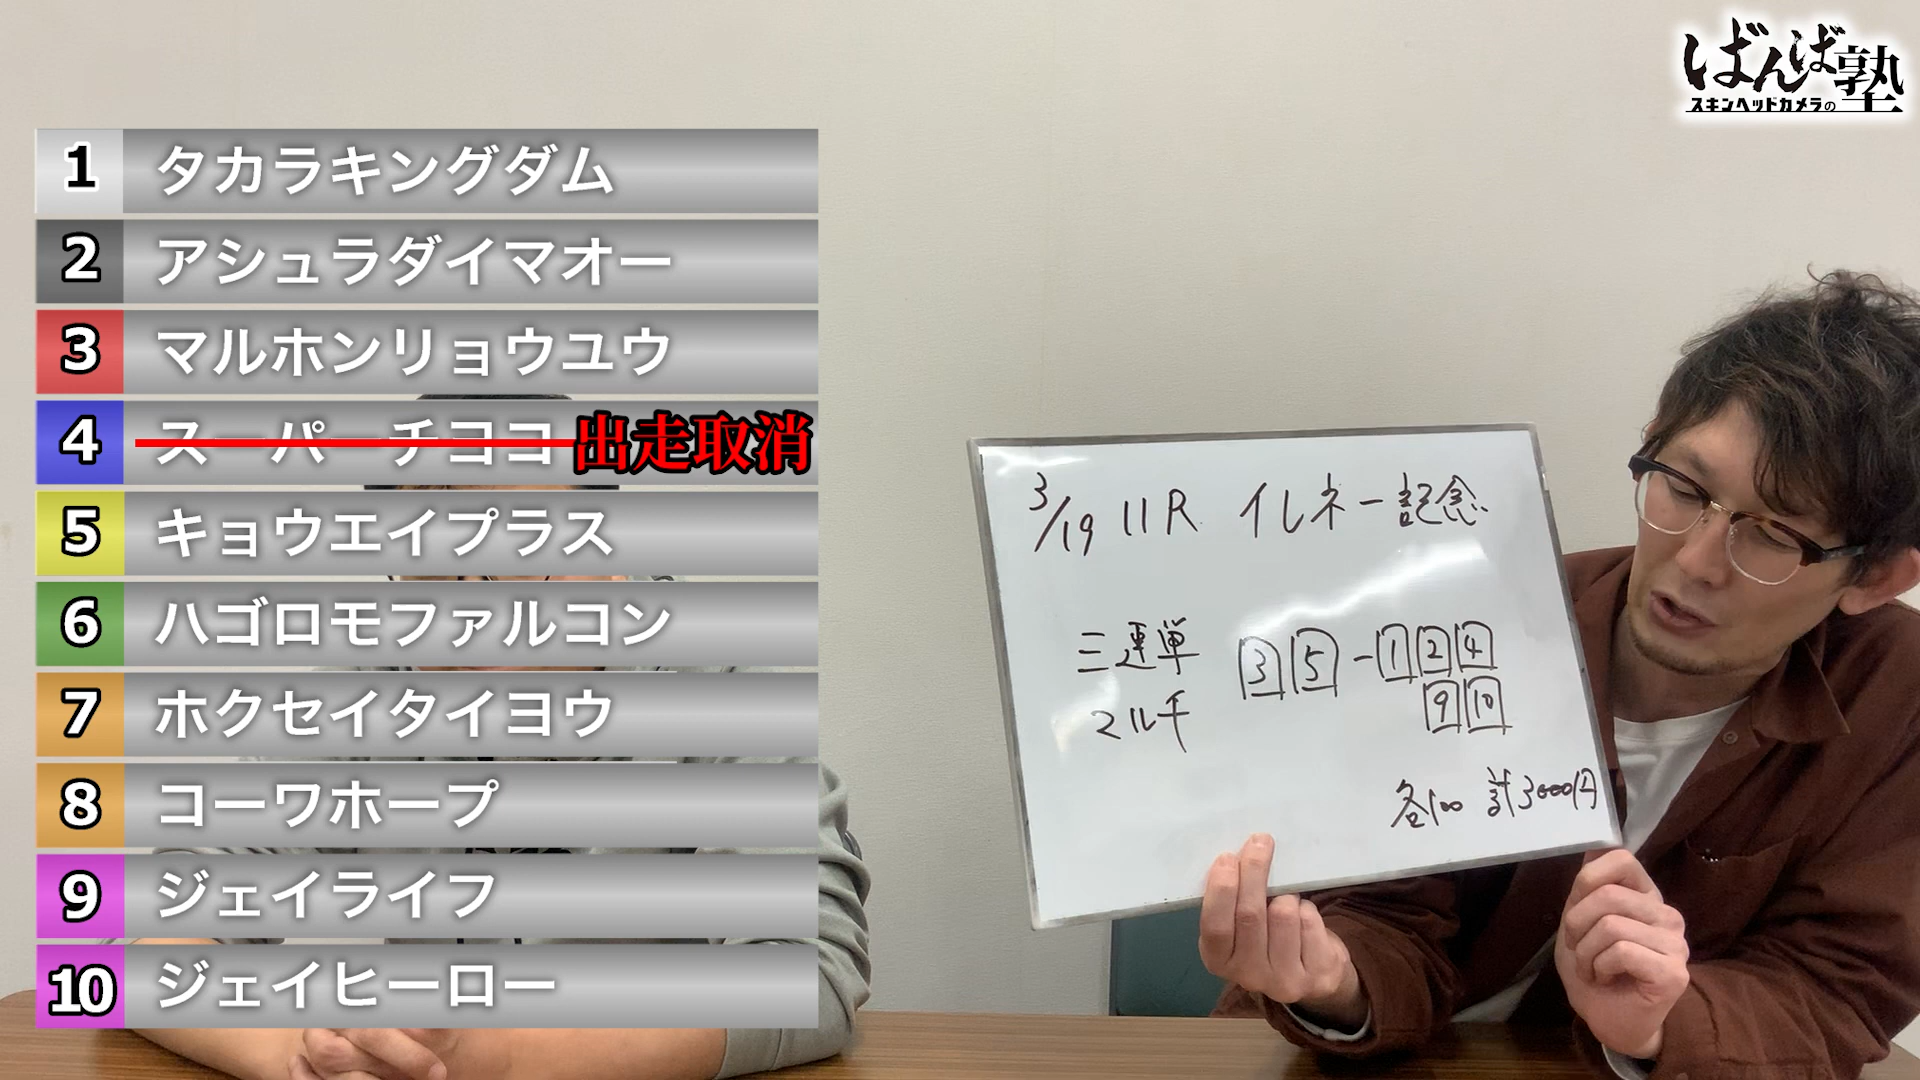 ばんば塾
スキンヘッドカメラの
1 タカラキングダム
2 アシュラダイマオー
3 マルホンリョウユウ
4 スーパーチヨコ 出走取消
5 キョウエイプラス
6 ハゴロモファルコン
7 ホクセイタイヨウ
8 コーワホープ
9 ジェイライフ
10 ジェイヒーロー
3/19 11R イレネー記念
三連単 3 5 - 1 2 4
マルチ 9 10
各100 計3000円